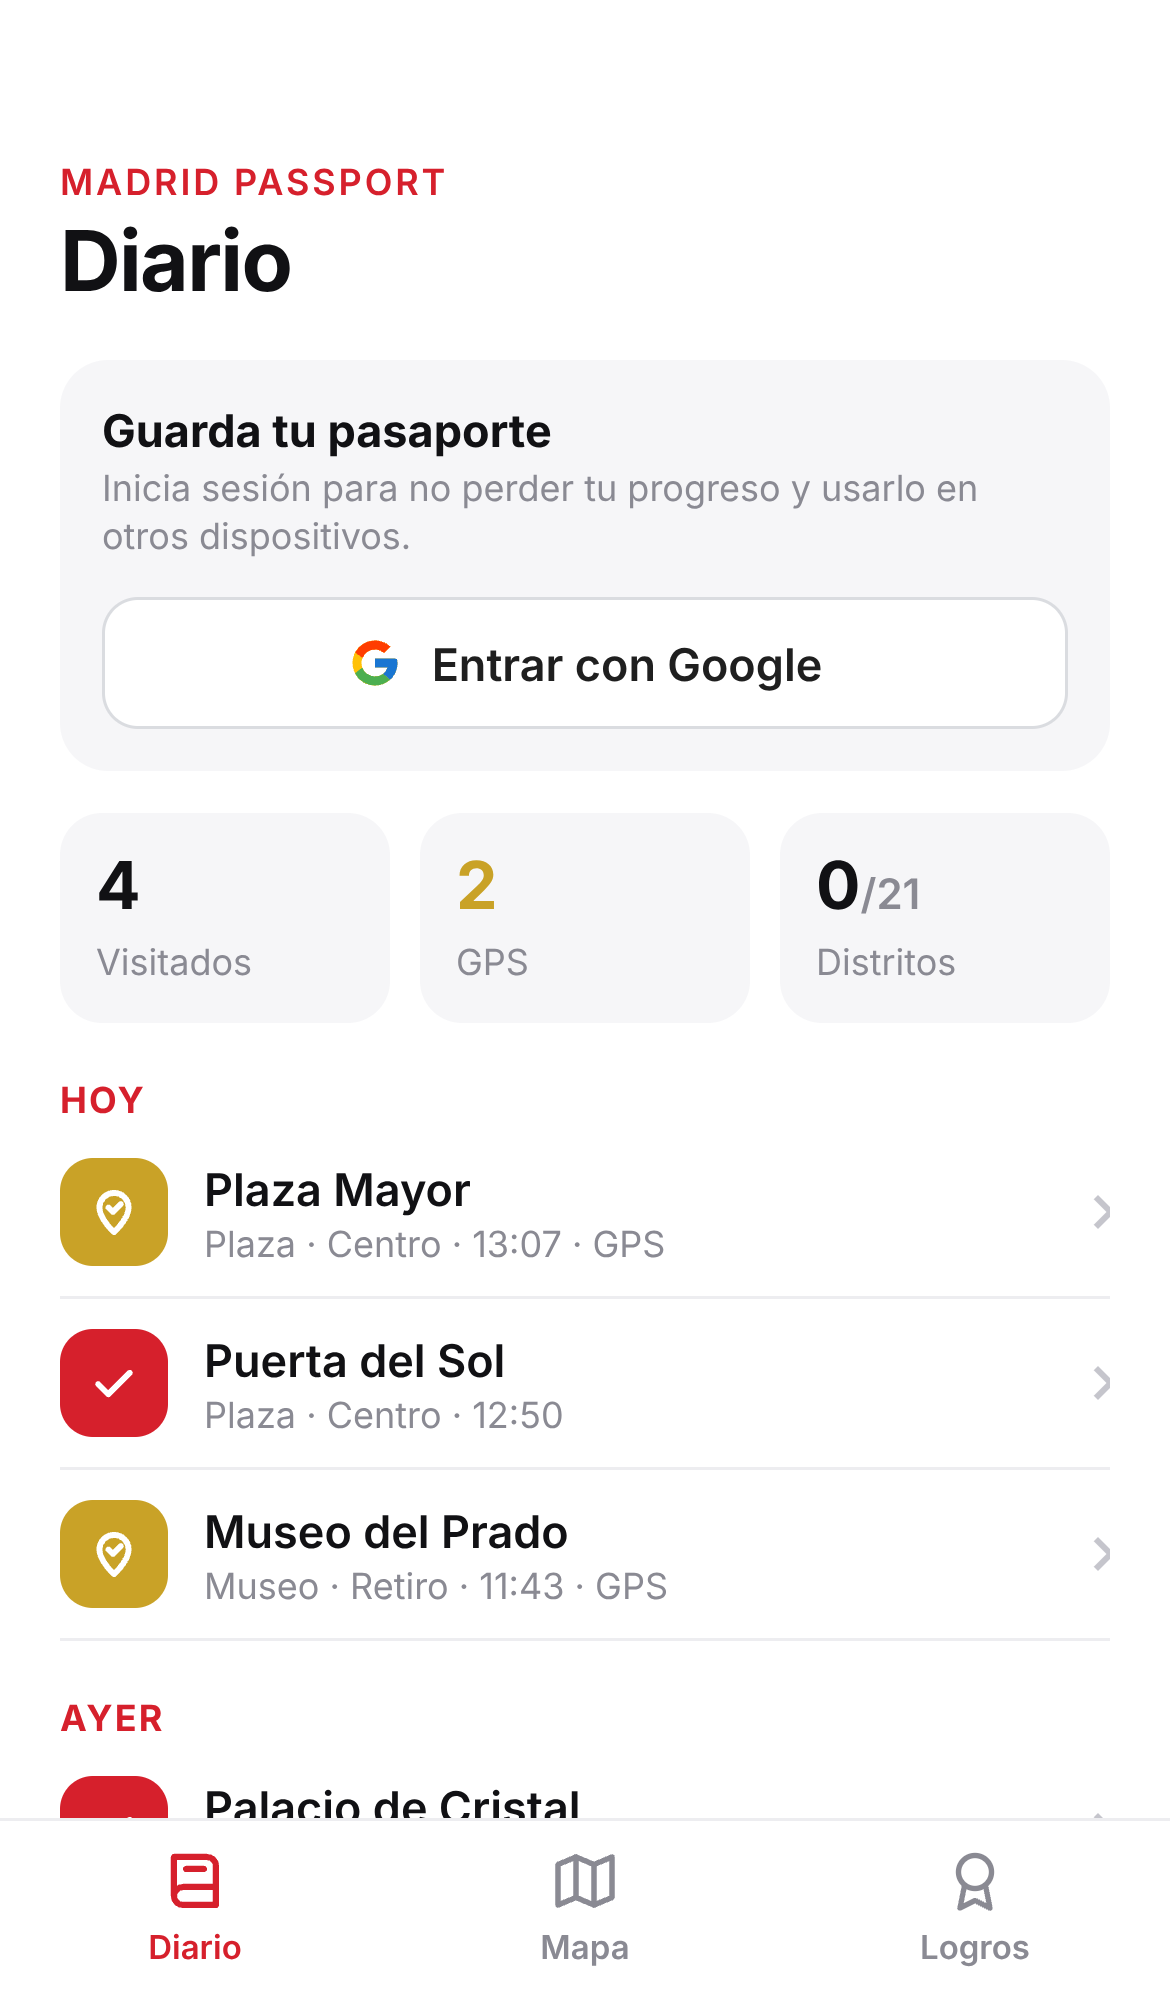 MADRID PASSPORT
Diario
Guarda tu pasaporte
Inicia sesión para no perder tu progreso y usarlo en
otros dispositivos.
Entrar con Google
4
Visitados
2
GPS
0/21
Distritos
HOY
Plaza Mayor
Plaza · Centro · 13:07 · GPS
Puerta del Sol
Plaza · Centro · 12:50
Museo del Prado
Museo · Retiro · 11:43 · GPS
AYER
Palacio de Cristal
Diario
Mapa
Logros